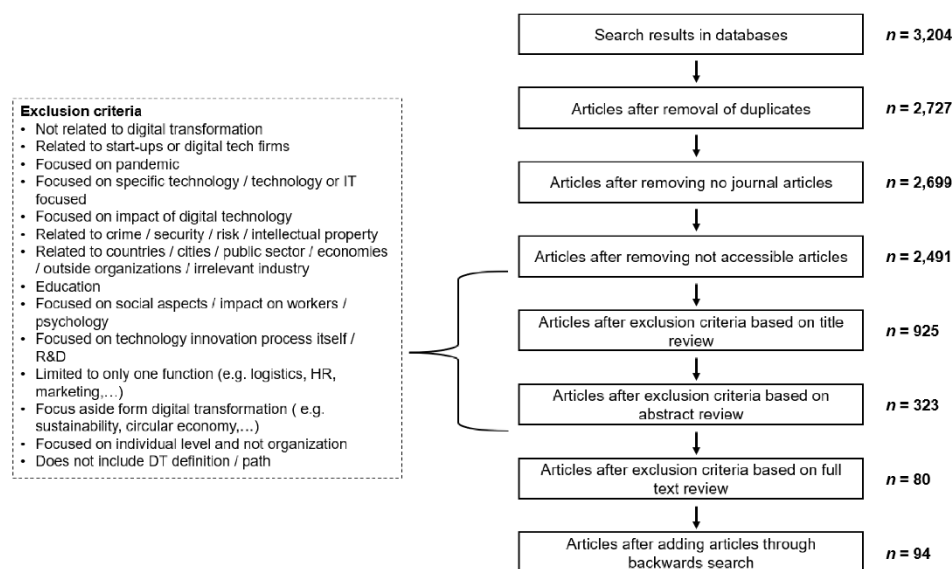 Search results in databases
n = 3,204
Articles after removal of duplicates
n = 2,727
Articles after removing no journal articles
n = 2,699
Articles after removing not accessible articles
n = 2,491
Articles after exclusion criteria based on title
review
n = 925
Articles after exclusion criteria based on
abstract review
n = 323
Articles after exclusion criteria based on full
text review
n = 80
Articles after adding articles through
backwards search
n = 94
Exclusion criteria
• Not related to digital transformation
• Related to start-ups or digital tech firms
• Focused on pandemic
• Focused on specific technology / technology or IT
focused
• Focused on impact of digital technology
• Related to crime / security / risk / intellectual property
• Related to countries / cities / public sector / economies
/ outside organizations / irrelevant industry
• Education
• Focused on social aspects / impact on workers /
psychology
• Focused on technology innovation process itself /
R&D
• Limited to only one function (e.g. logistics, HR,
marketing,…)
• Focus aside form digital transformation ( e.g.
sustainability, circular economy,…)
• Focused on individual level and not organization
• Does not include DT definition / path